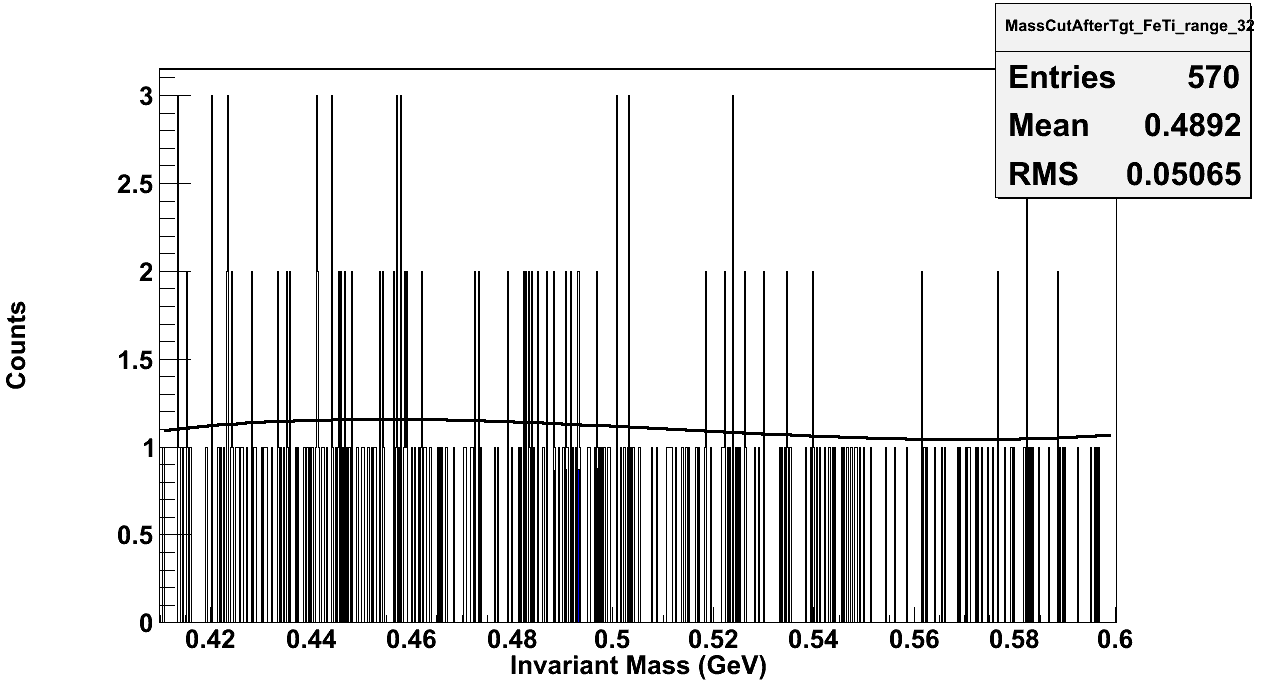 MassCutAfterTgt_FeTi_range_32
Entries 570
Mean 0.4892
RMS 0.05065
3
2.5
2
1.5
1
0.5
0
Counts
0.42 0.44 0.46 0.48 0.5 0.52 0.54 0.56 0.58 0.6
Invariant Mass (GeV)